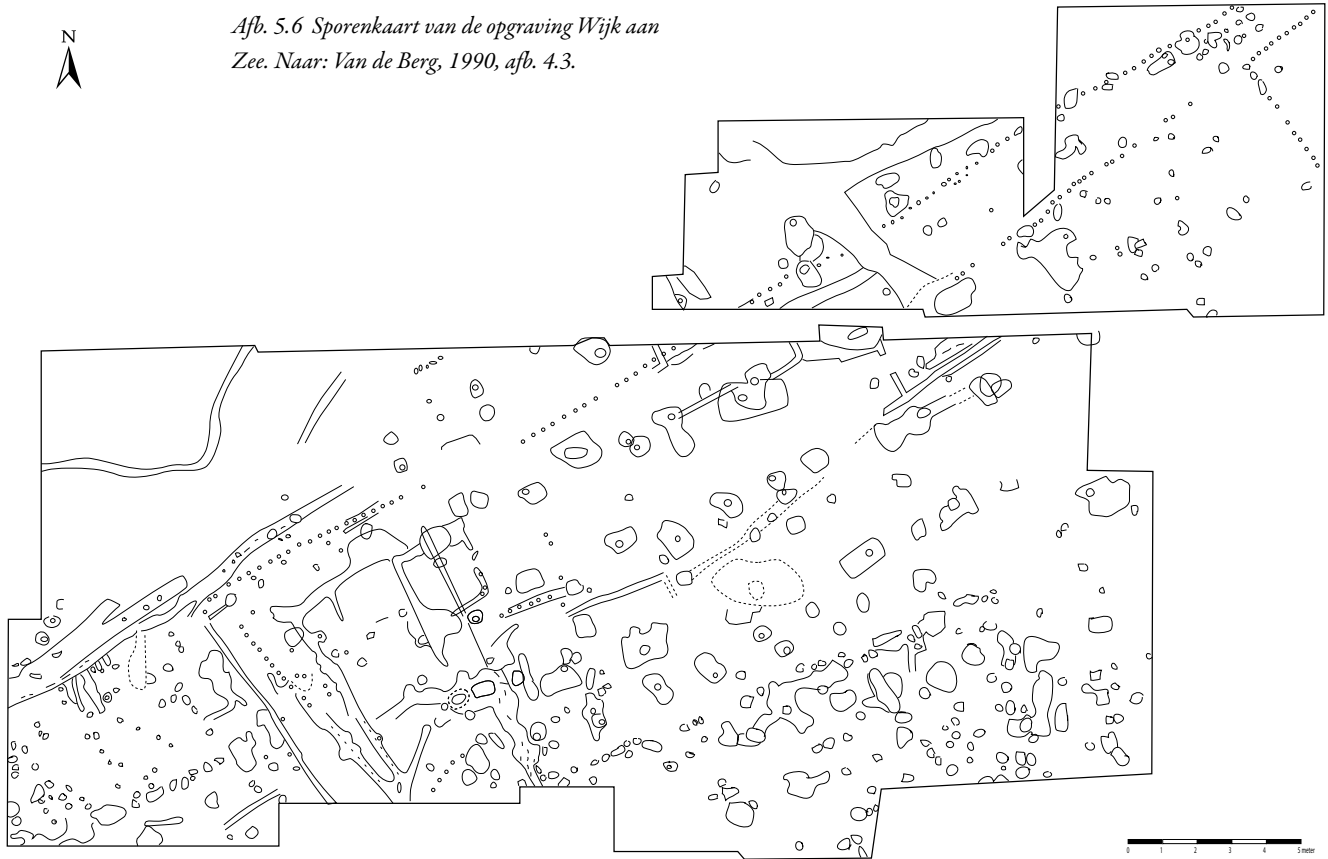 Afb. 5.6 Sporenkaart van de opgraving Wijk aan
Zee. Naar: Van de Berg, 1990, afb. 4.3.
N
0 1 2 3 4 5 meter